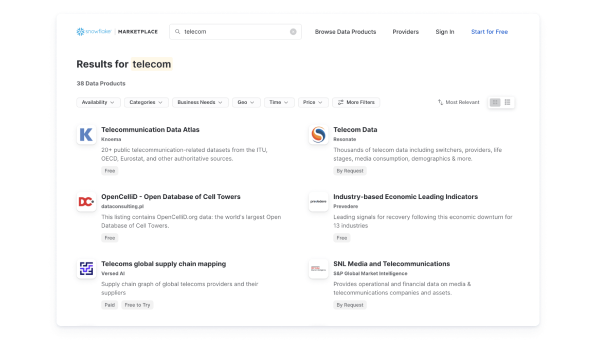 snowflake | MARKETPLACE
telecom
Browse Data Products
Providers
Sign In
Start for Free
Results for telecom
38 Data Products
Availability
Categories
Business Needs
Geo
Time
Price
More Filters
Most Relevant
K
Telecommunication Data Atlas
Knoema
20+ public telecommunication-related datasets from the ITU,
OECD, Eurostat, and other authoritative sources.
Free
Telecom Data
Resonate
Thousands of telecom data including switchers, providers, life
stages, media consumption, demographics & more.
By Request
DC
OpenCellID - Open Database of Cell Towers
dataconsulting.pl
This listing contains OpenCellID.org data: the world's largest Open
Database of Cell Towers.
Free
Industry-based Economic Leading Indicators
Prevedere
Leading signals for recovery following this economic downturn for
13 industries
Free
Telecoms global supply chain mapping
Versed AI
Supply chain graph of global telecoms providers and their
suppliers
Paid
Free to Try
SNL Media and Telecommunications
S&P Global Market Intelligence
Provides operational and financial data on media &
telecommunications companies and assets.
By Request